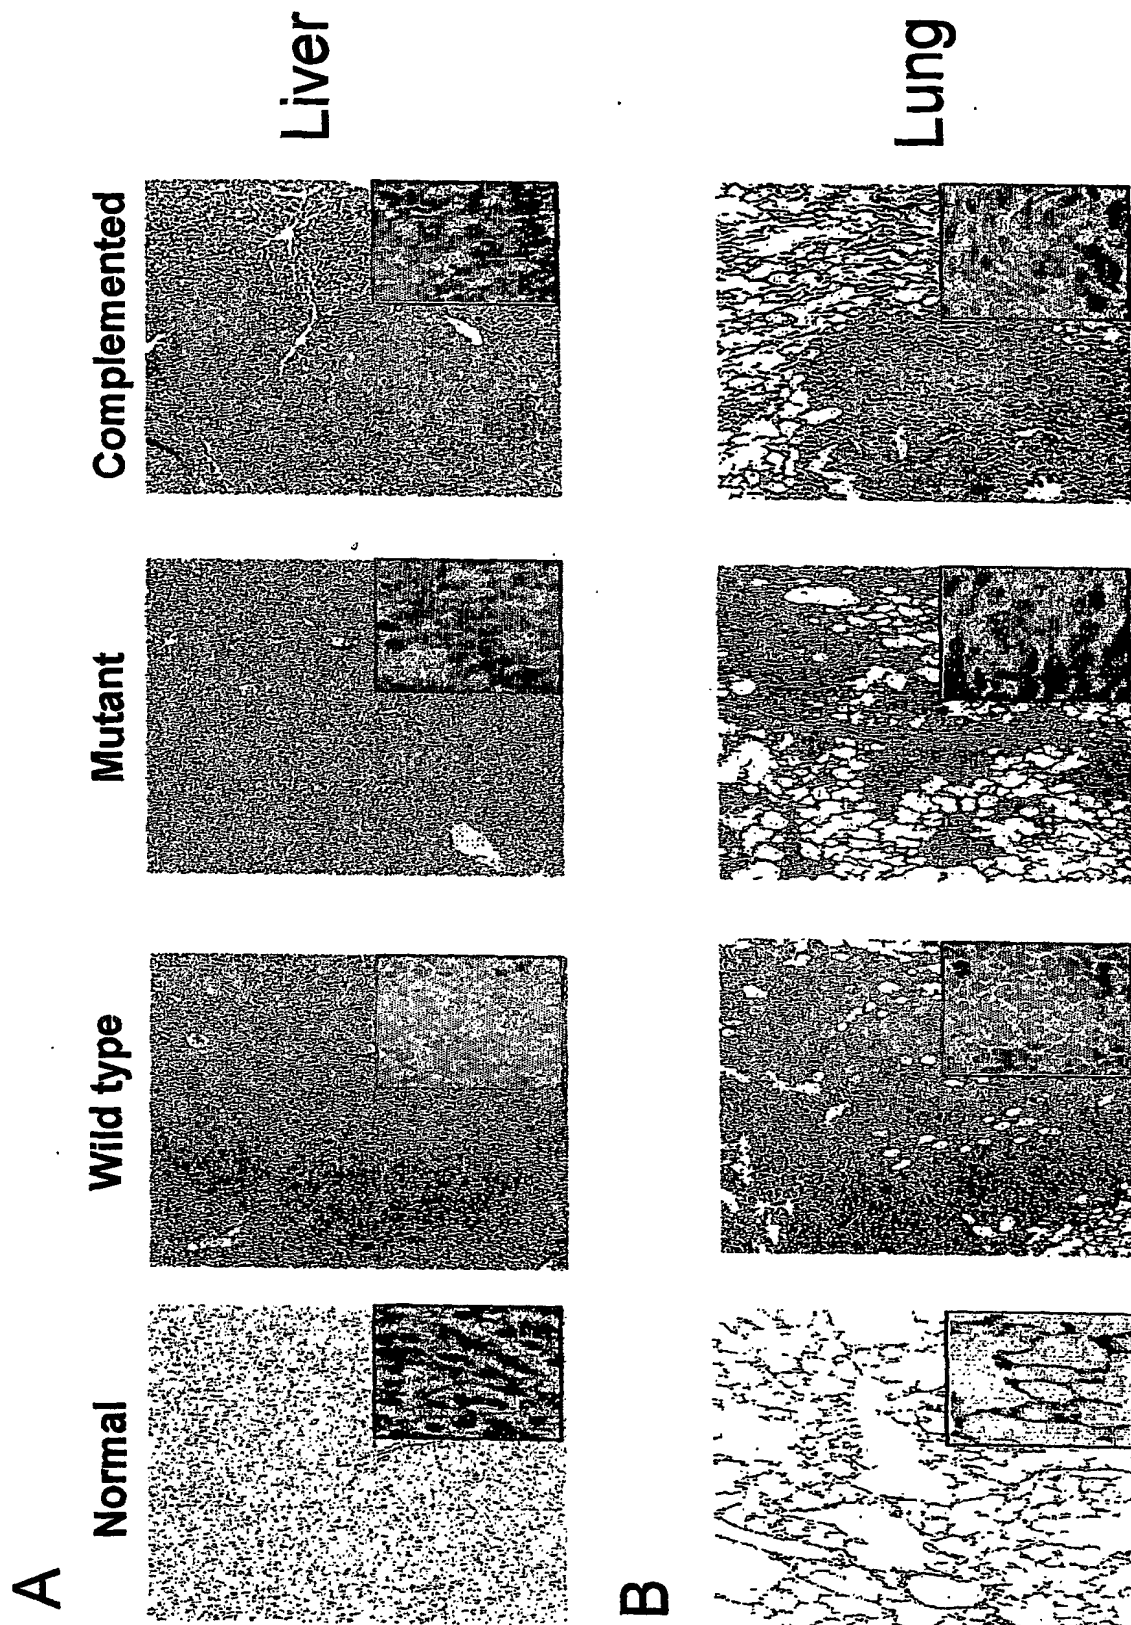 A
Normal
Wild type
Mutant
Complemented
Liver
B
Lung